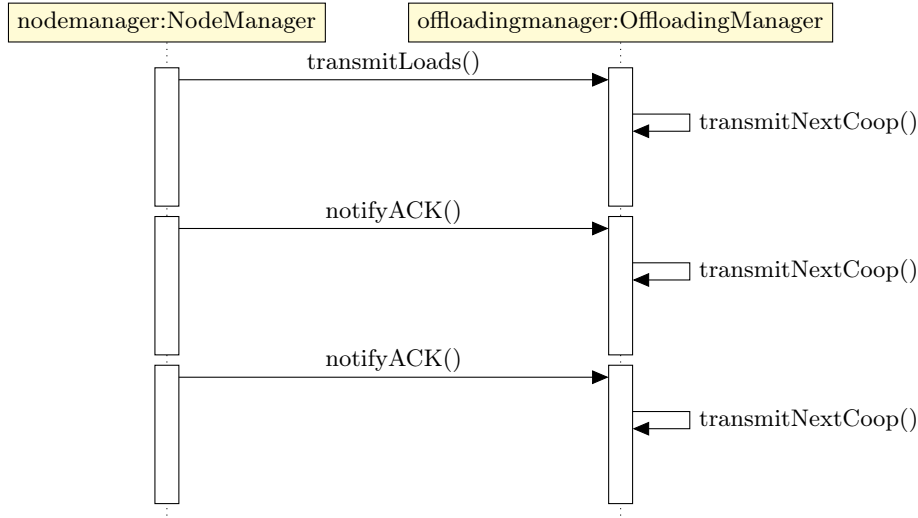 nodemanager:NodeManager
offloadingmanager:OffloadingManager
transmitLoads()
transmitNextCoop()
notifyACK()
transmitNextCoop()
notifyACK()
transmitNextCoop()